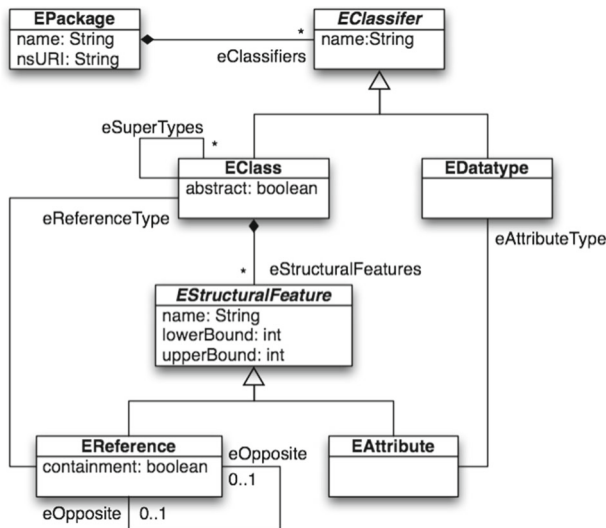 EPackage
name: String
nsURI: String
EClassifer
name:String
*
eClassifiers
eSuperTypes
*
EClass
abstract: boolean
EDatatype
eReferenceType
eAttributeType
*
eStructuralFeatures
EStructuralFeature
name: String
lowerBound: int
upperBound: int
EReference
containment: boolean
EAttribute
eOpposite
0..1
eOpposite
0..1